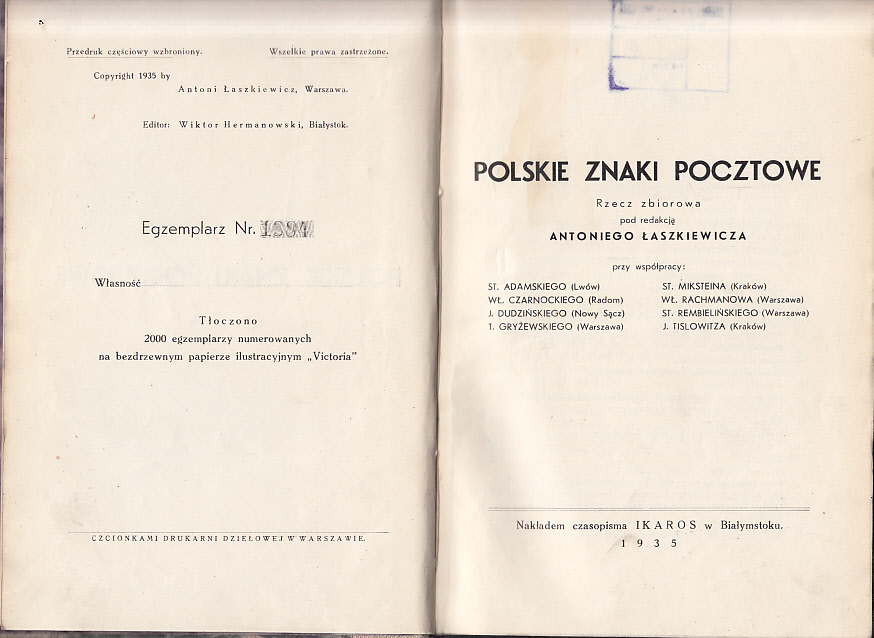 Przedruk częściowy wzbroniony. Wszelkie prawa zastrzeżone.
Copyright 1935 by
Antoni Łaszkiewicz, Warszawa.
Editor: Wiktor Hermanowski, Białystok.
Egzemplarz Nr.
Własność
Tłoczono
2000 egzemplarzy numerowanych
na bezdrzewnym papierze ilustracyjnym „Victoria"
CZCIONKAMI DRUKARNI DZIEŁOWEJ W WARSZAWIE.
POLSKIE ZNAKI POCZTOWE
Rzecz zbiorowa
pod redakcją
ANTONIEGO ŁASZKIEWICZA
przy współpracy:
ST. ADAMSKIEGO (Lwów)
WŁ. CZARNOCKIEGO (Radom)
J. DUDZIŃSKIEGO (Nowy Sącz)
T. GRYŻEWSKIEGO (Warszawa)
ST. MIKSTEINA (Kraków)
WŁ. RACHMANOWA (Warszawa)
ST. REMBIELIŃSKIEGO (Warszawa)
J. TISLOWITZA (Kraków)
Nakładem czasopisma IKAROS w Białymstoku.
1935